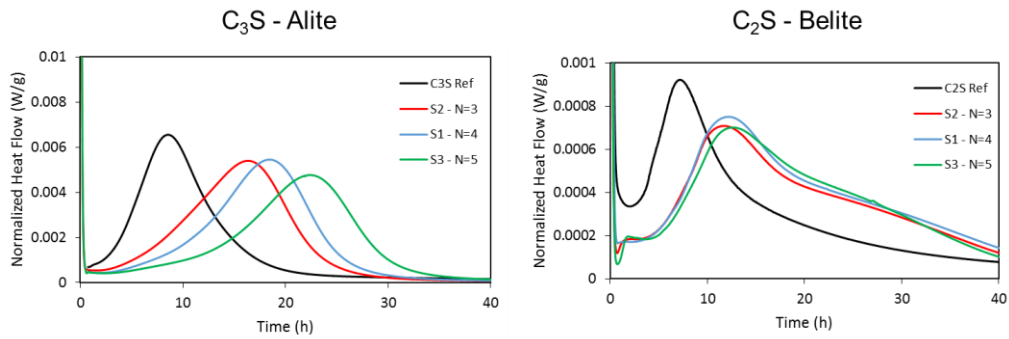 C₃S - Alite
Normalized Heat Flow (W/g)
0.01
0.008
0.006
0.004
0.002
0
0 10 20 30 40
Time (h)
C3S Ref
S2 - N=3
S1 - N=4
S3 - N=5
C₂S - Belite
Normalized Heat Flow (W/g)
0.001
0.0008
0.0006
0.0004
0.0002
0
0 10 20 30 40
Time (h)
C2S Ref
S2 - N=3
S1 - N=4
S3 - N=5